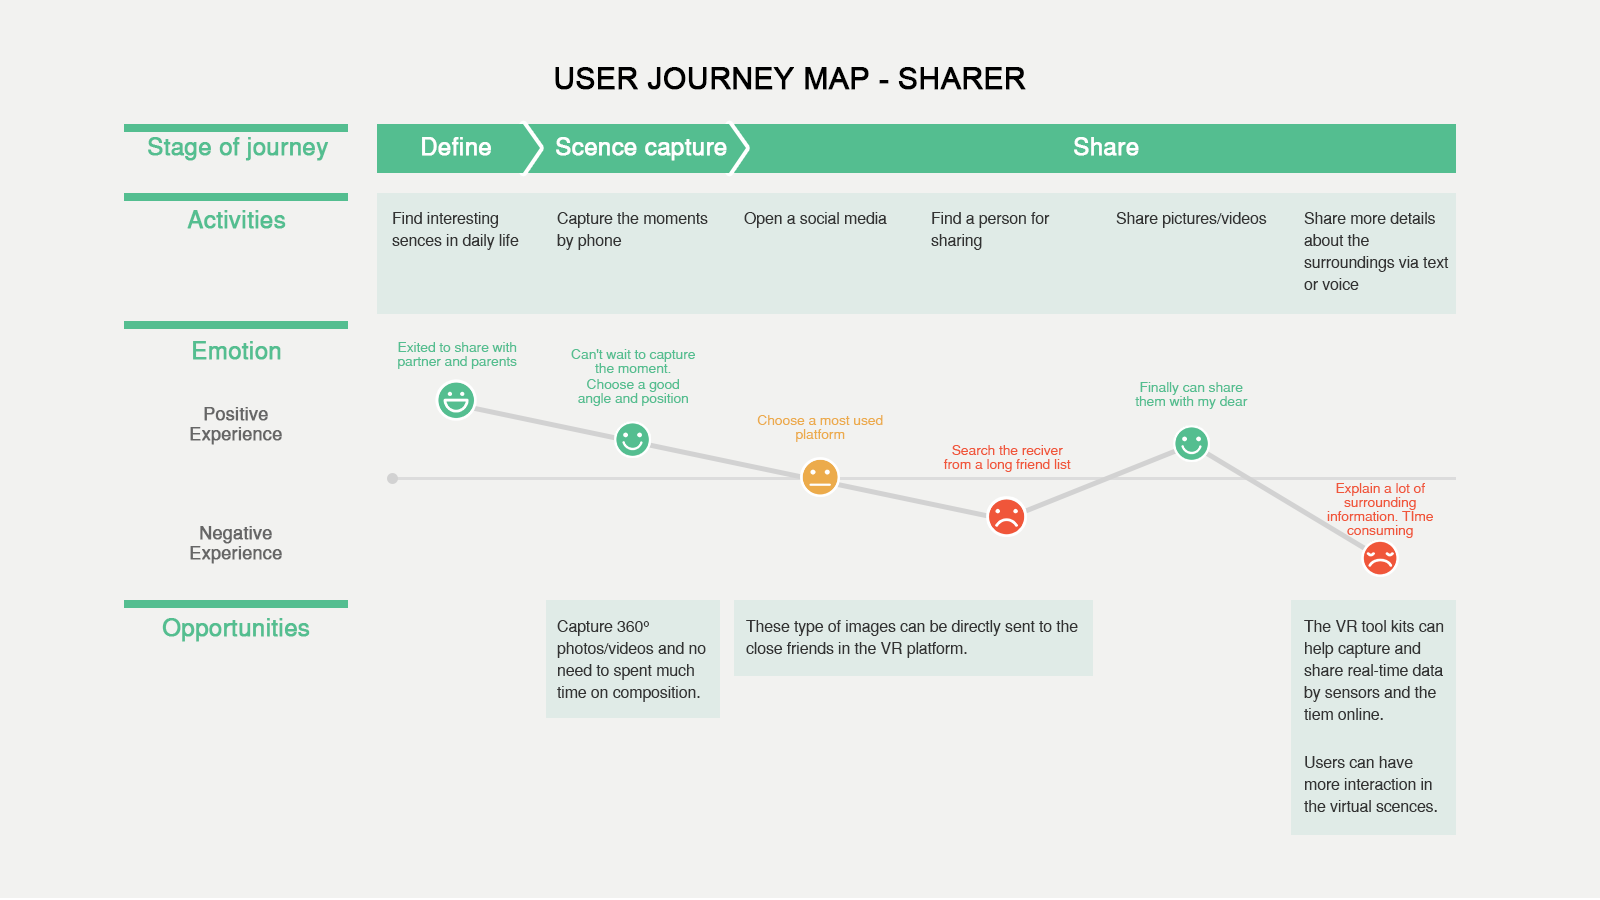 USER JOURNEY MAP - SHARER
Stage of journey
Define
Scence capture
Share
Activities
Find interesting
sences in daily life
Capture the moments
by phone
Open a social media
Find a person for
sharing
Share pictures/videos
Share more details
about the
surroundings via text
or voice
Emotion
Positive
Experience
Negative
Experience
Exited to share with
partner and parents
Can't wait to capture
the moment.
Choose a good
angle and position
Choose a most used
platform
Search the reciver
from a long friend list
Finally can share
them with my dear
Explain a lot of
surrounding
information. TIme
consuming
Opportunities
Capture 360º
photos/videos and no
need to spent much
time on composition.
These type of images can be directly sent to the
close friends in the VR platform.
The VR tool kits can
help capture and
share real-time data
by sensors and the
tiem online.
Users can have
more interaction in
the virtual scences.